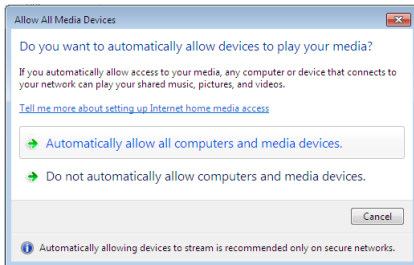 Allow All Media Devices
Do you want to automatically allow devices to play your media?
If you automatically allow access to your media, any computer or device that connects to
your network can play your shared music, pictures, and videos.
Tell me more about setting up Internet home media access
Automatically allow all computers and media devices.
Do not automatically allow computers and media devices.
Cancel
Automatically allowing devices to stream is recommended only on secure networks.